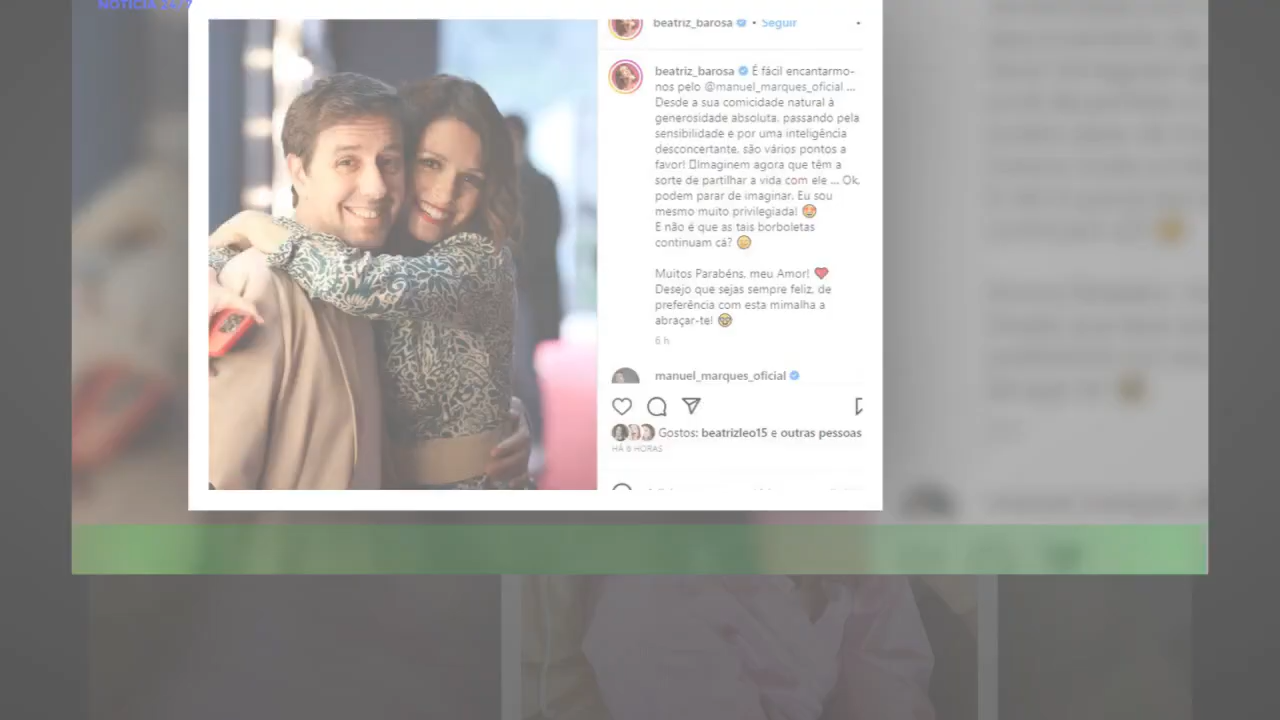 NOTÍCIA 24/7
beatriz_barosa • Seguir
beatriz_barosa É fácil encantarmo-
nos pelo @manuel_marques_oficial ...
Desde a sua comicidade natural à
generosidade absoluta, passando pela
sensibilidade e por uma inteligência
desconcertante, são vários pontos a
favor! Imaginem agora que têm a
sorte de partilhar a vida com ele ... Ok,
podem parar de imaginar. Eu sou
mesmo muito privilegiada! 🤩
E não é que as tais borboletas
continuam cá? 😊
Muitos Parabéns, meu Amor! ❤️
Desejo que sejas sempre feliz, de
preferência com esta mimalha a
abraçar-te! 🤓
6 h
manuel_marques_oficial
Gostos: beatrizleo15 e outras pessoas
HÁ 6 HORAS